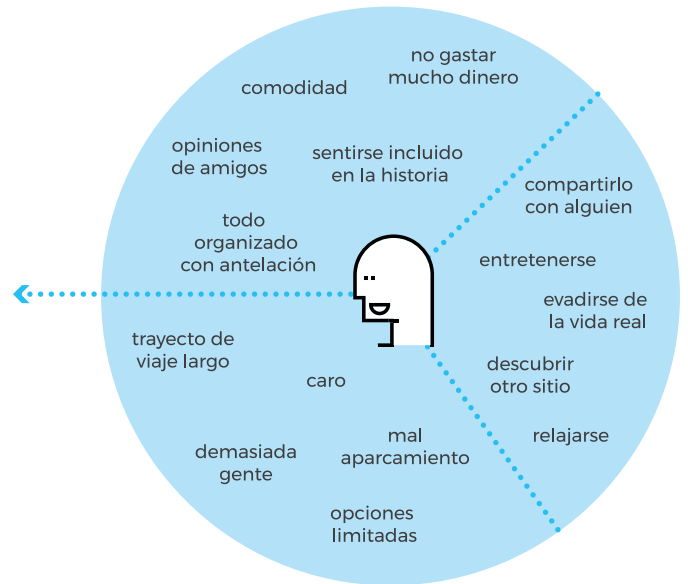 no gastar
mucho dinero
comodidad
opiniones
de amigos
sentirse incluido
en la historia
todo
organizado
con antelación
compartirlo
con alguien
entretenerse
evadirse de
la vida real
descubrir
otro sitio
relajarse
trayecto de
viaje largo
caro
demasiada
gente
mal
aparcamiento
opciones
limitadas